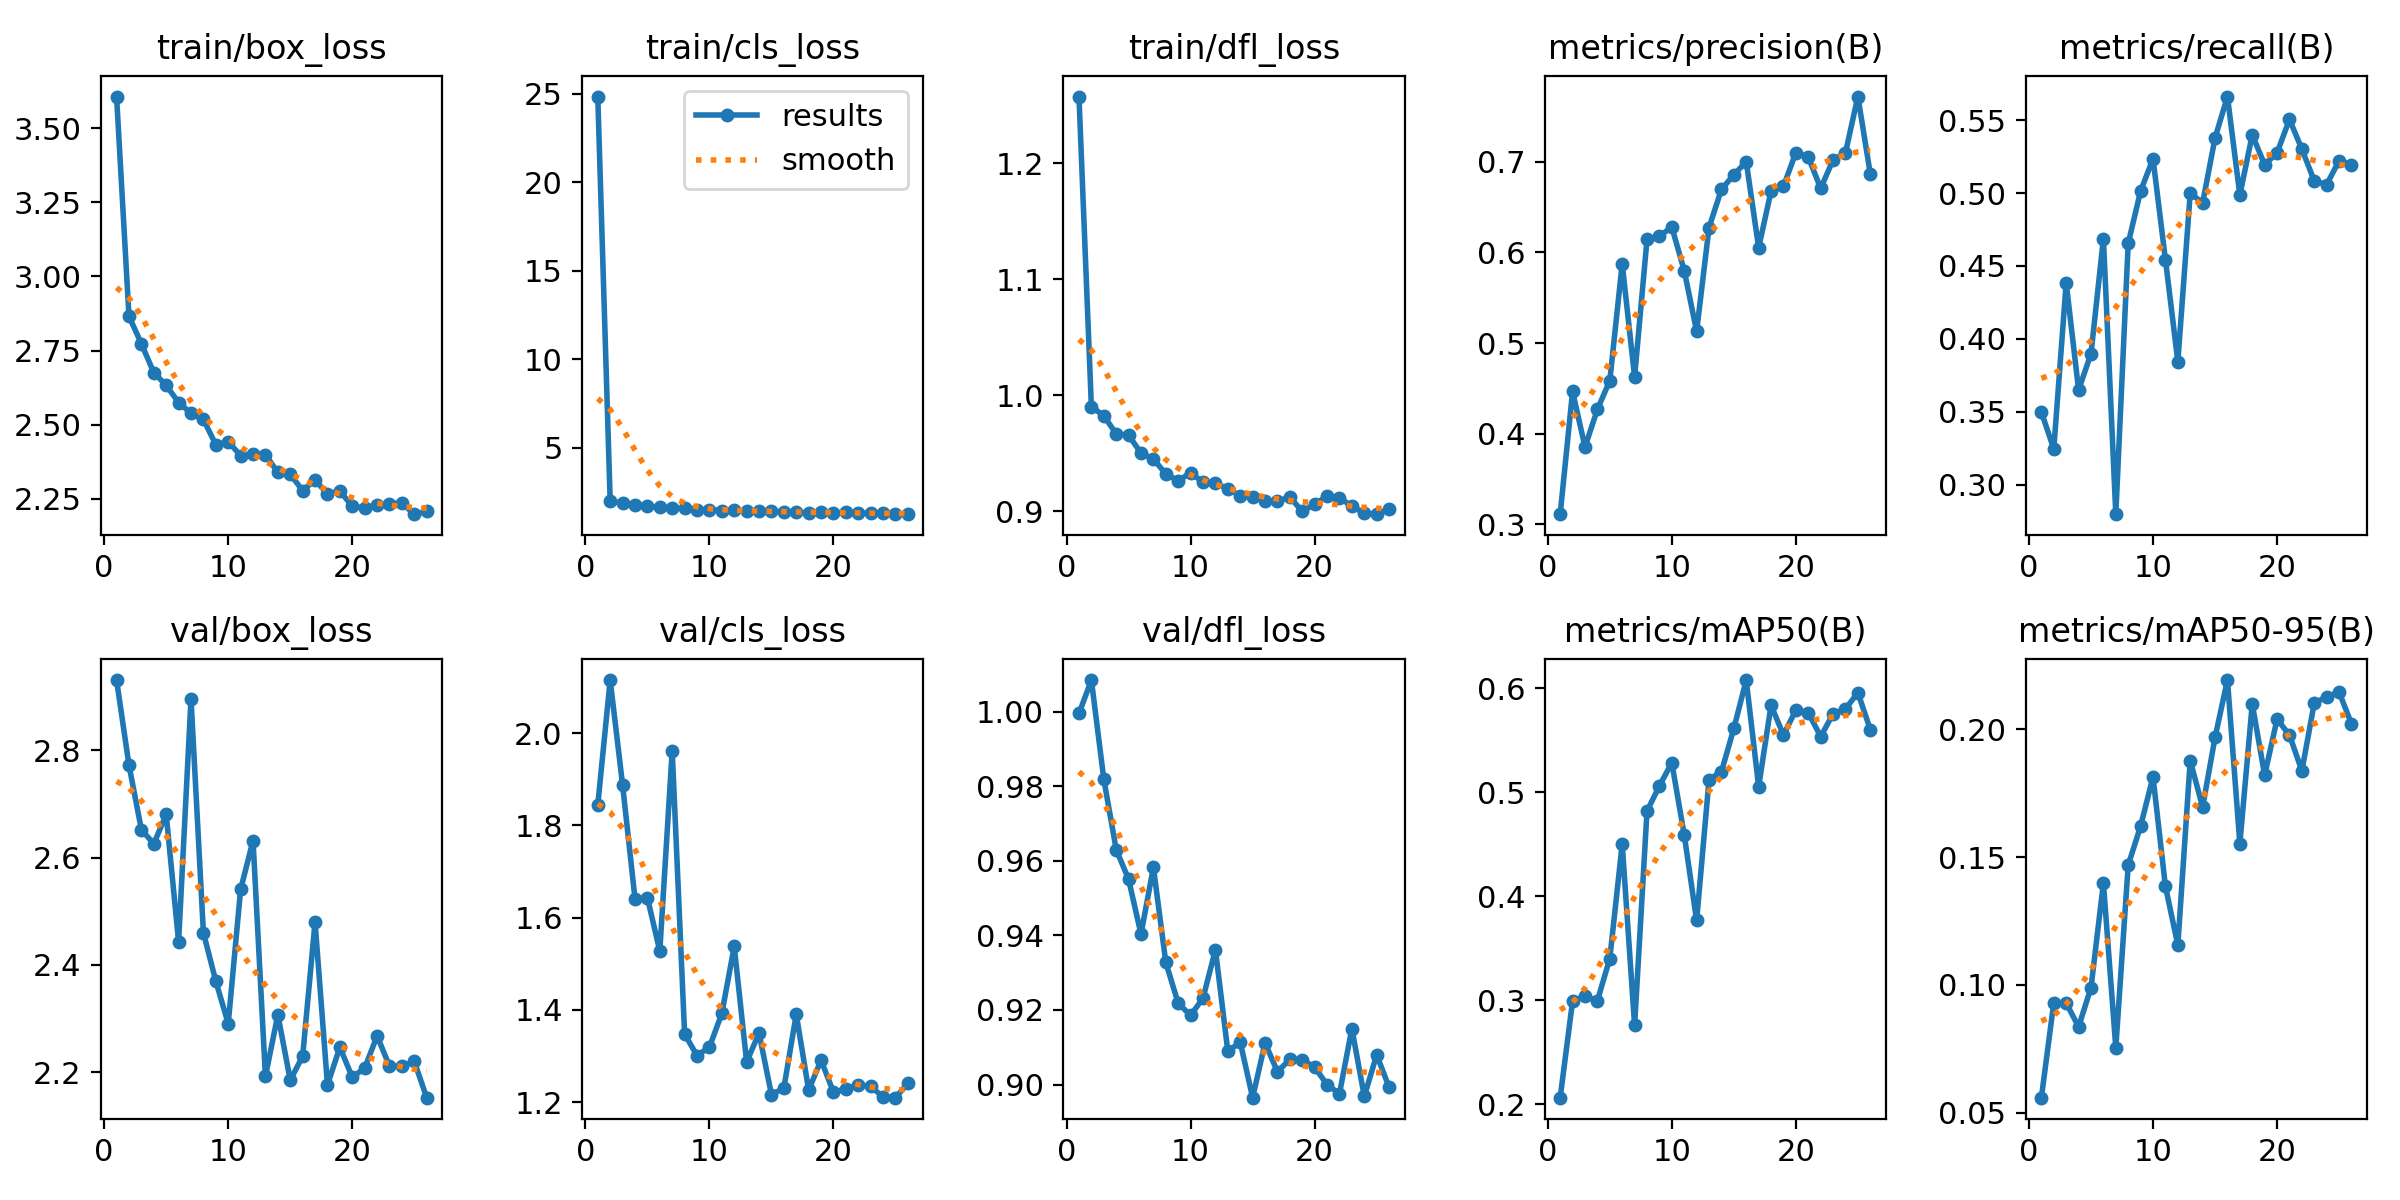 train/box_loss
3.50
3.25
3.00
2.75
2.50
2.25
0 10 20
train/cls_loss
results
smooth
25
20
15
10
5
0 10 20
train/dfl_loss
1.2
1.1
1.0
0.9
0 10 20
metrics/precision(B)
0.7
0.6
0.5
0.4
0.3
0 10 20
metrics/recall(B)
0.55
0.50
0.45
0.40
0.35
0.30
0 10 20
val/box_loss
2.8
2.6
2.4
2.2
0 10 20
val/cls_loss
2.0
1.8
1.6
1.4
1.2
0 10 20
val/dfl_loss
1.00
0.98
0.96
0.94
0.92
0.90
0 10 20
metrics/mAP50(B)
0.6
0.5
0.4
0.3
0.2
0 10 20
metrics/mAP50-95(B)
0.20
0.15
0.10
0.05
0 10 20